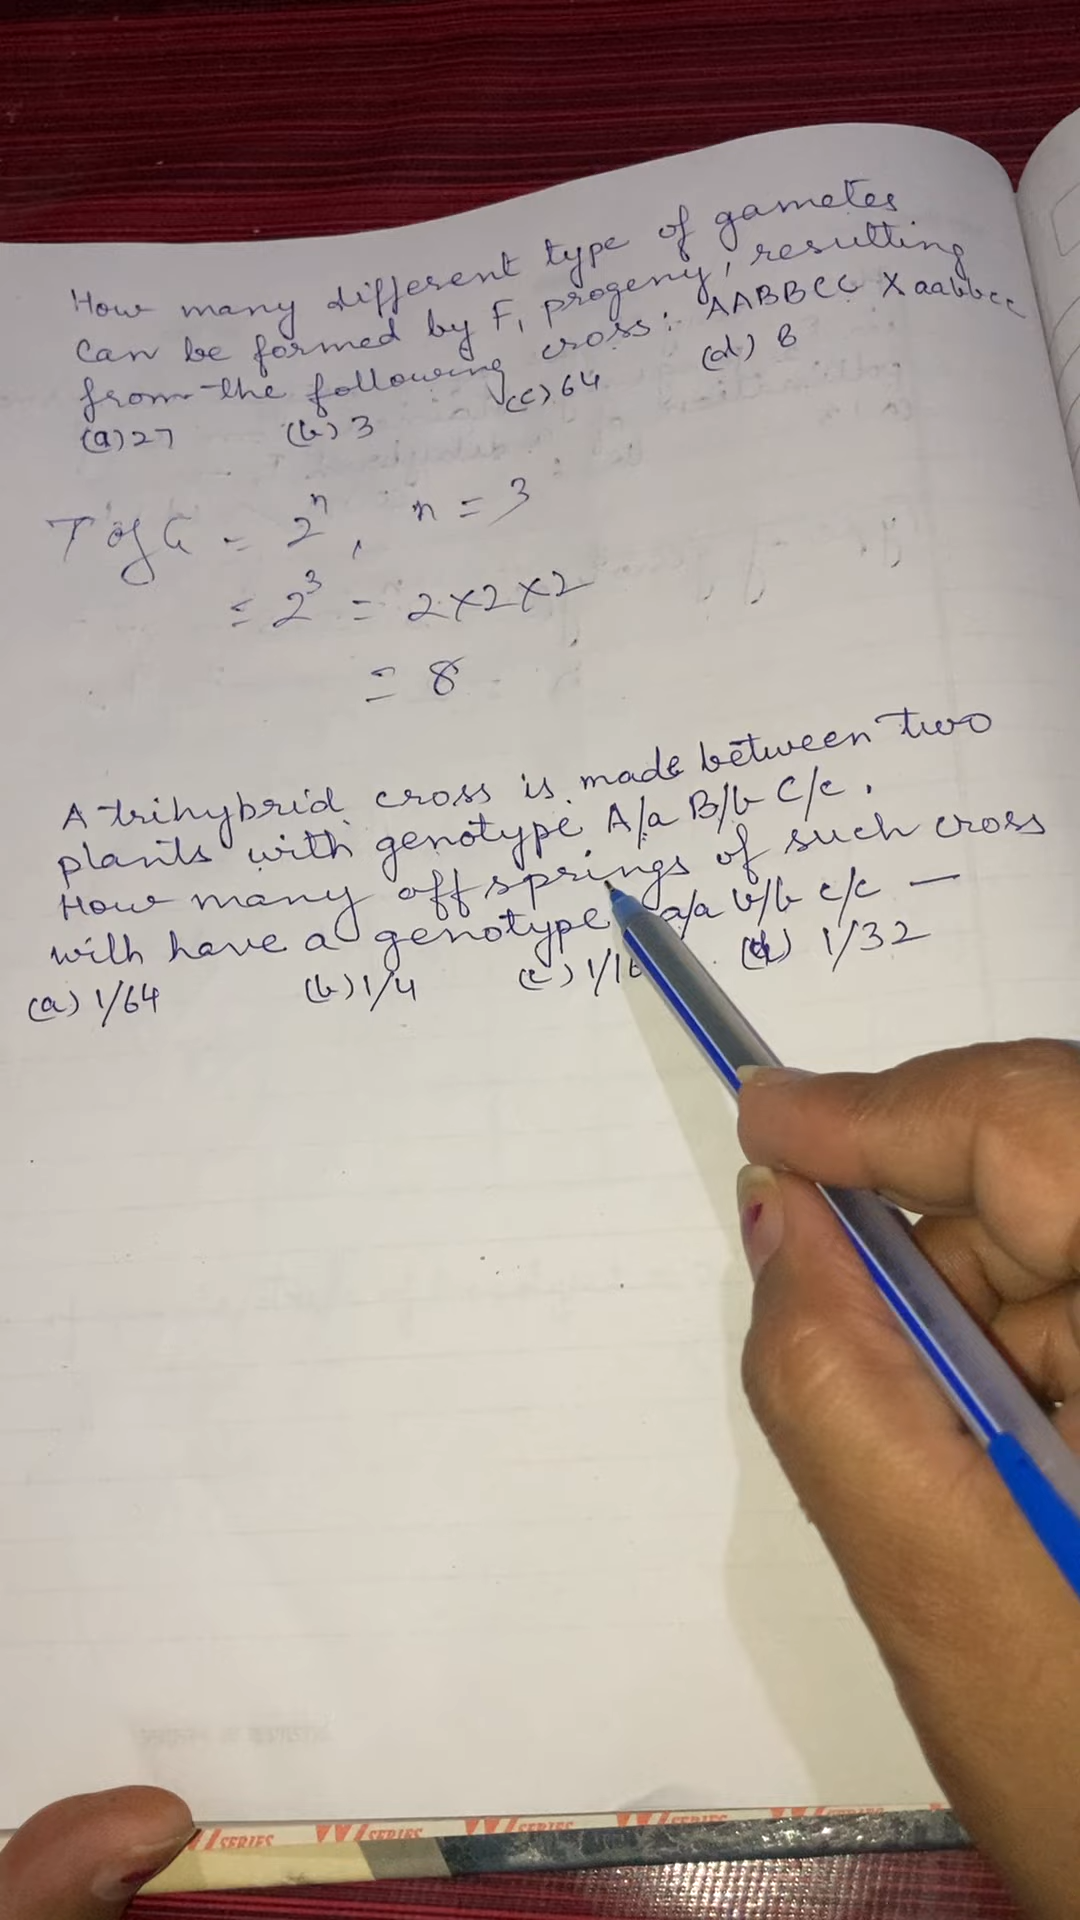 How many different type of gametes
can be formed by F₁ progeny, resulting
from the following cross: AABBCC X aabbcc
(a) 27 (b) 3 (c) 64 (d) 8
T of G = 2ⁿ, n = 3
= 2³ = 2×2×2
= 8
A trihybrid cross is made between two
plants with genotype A/a B/b C/c.
How many offsprings of such cross
will have a genotype a/a b/b c/c —
(a) 1/64 (b) 1/4 (c) 1/16 (d) 1/32
SERIES SERIES SERIES SERIES